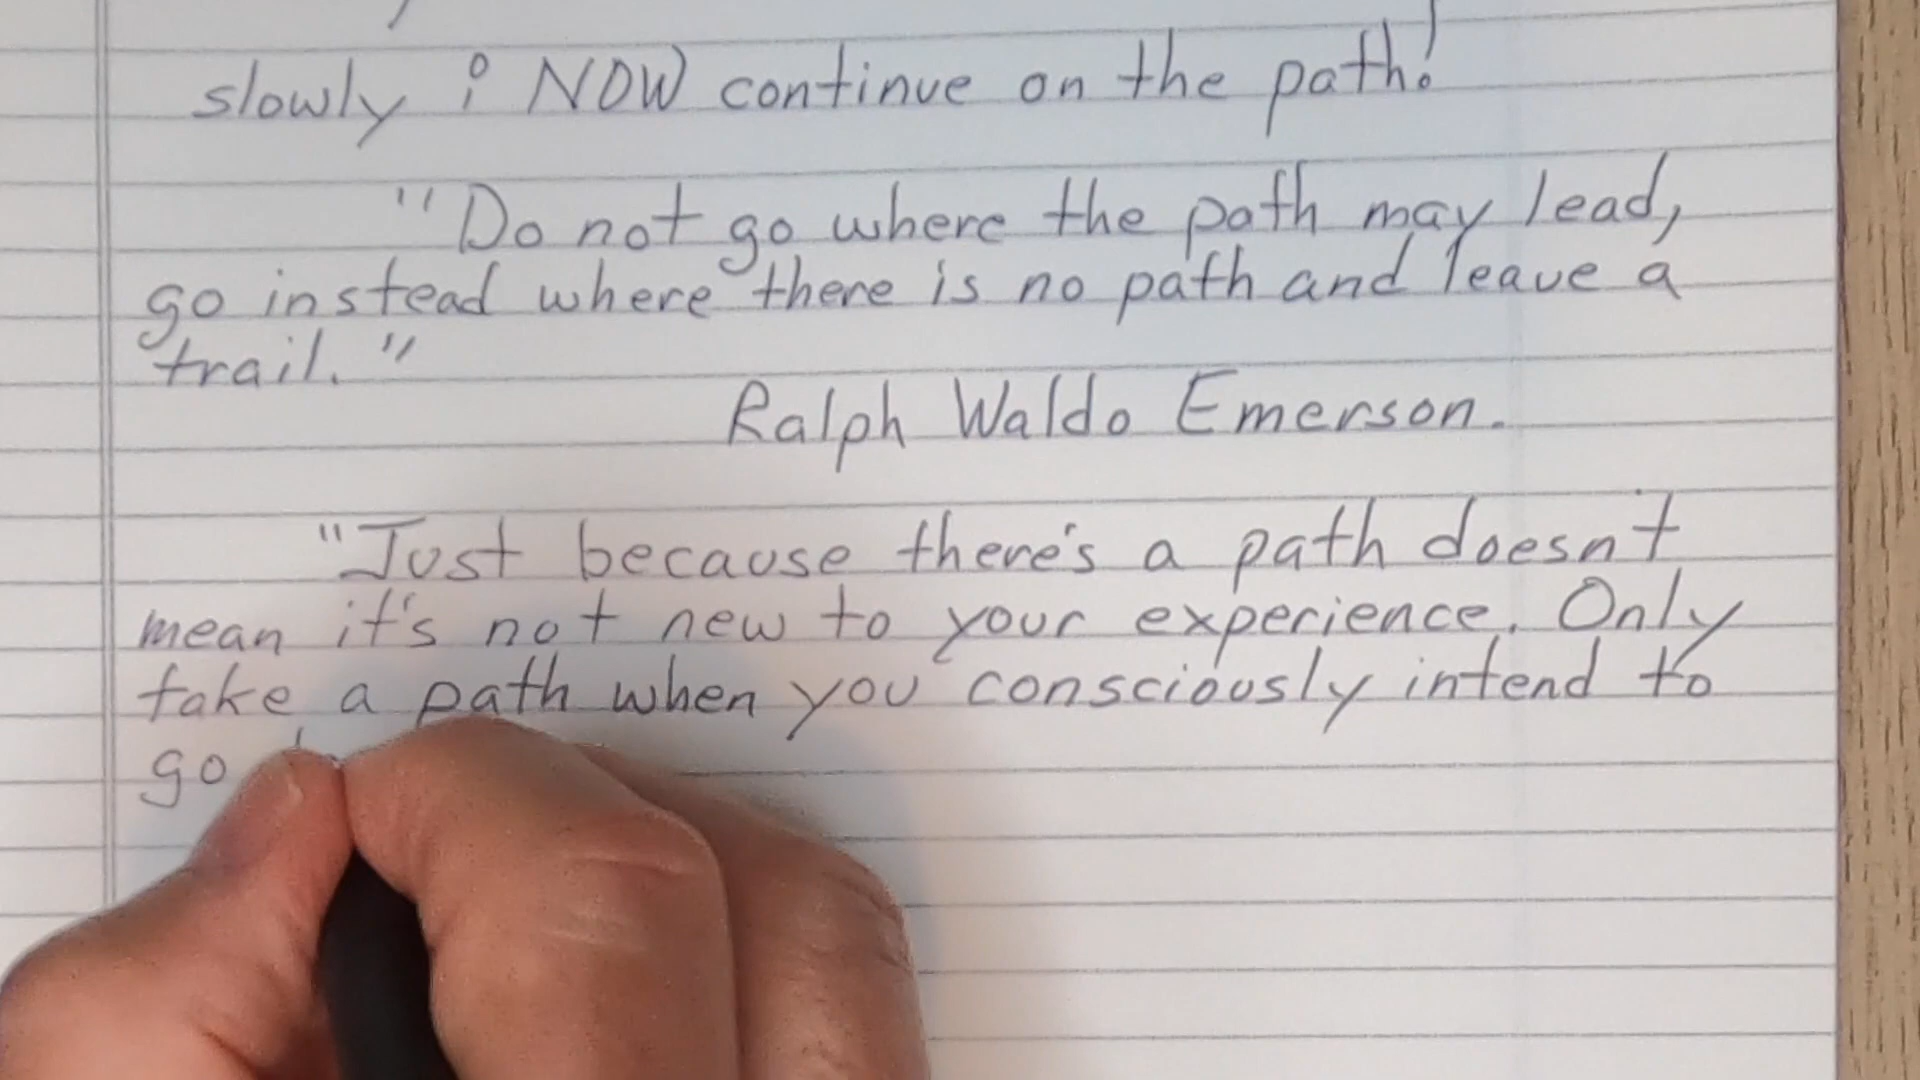 slowly ; NOW continue on the path!
"Do not go where the path may lead,
go instead where there is no path and leave a
trail."
Ralph Waldo Emerson.
"Just because there's a path doesnt
mean it's not new to your experience. Only
take a path when you consciously intend to
go